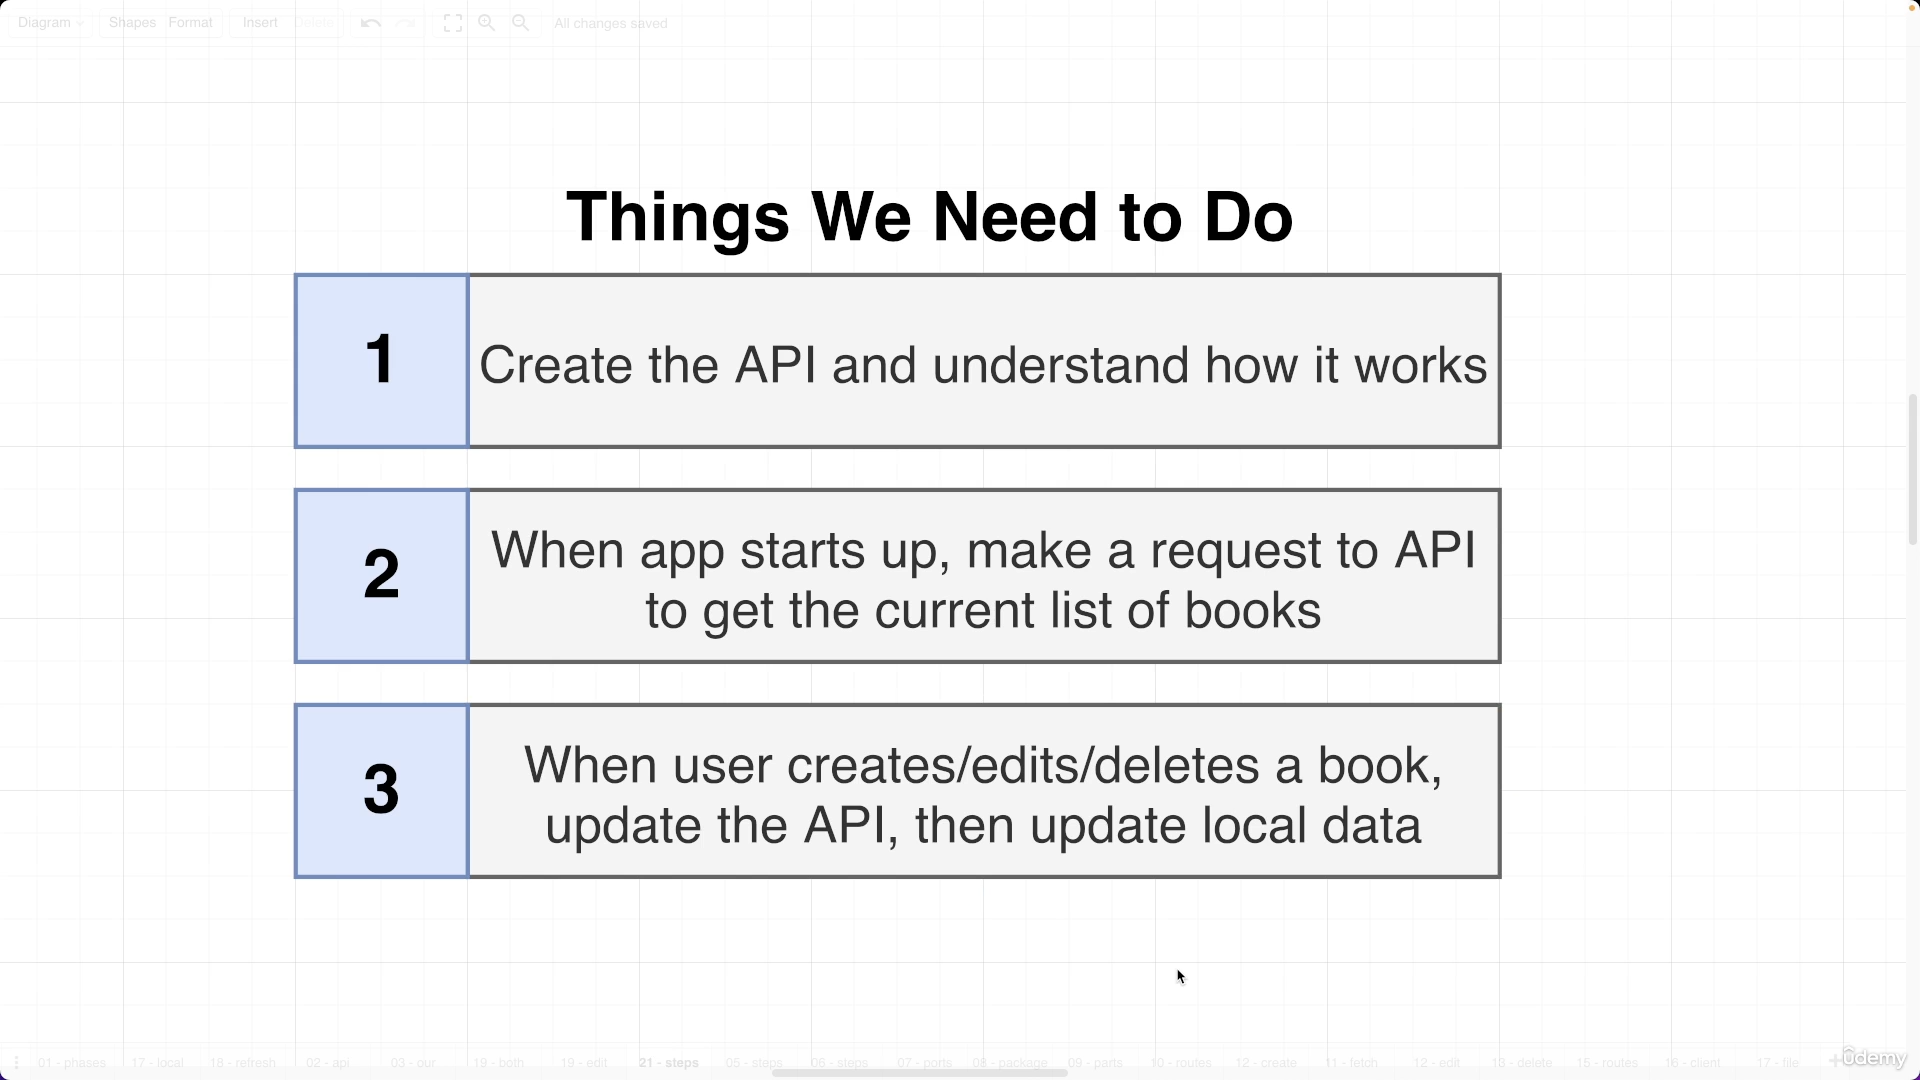 Diagram Shapes Format Insert Delete All changes saved
Things We Need to Do
1
Create the API and understand how it works
2
When app starts up, make a request to API
to get the current list of books
3
When user creates/edits/deletes a book,
update the API, then update local data
01 - phases 17 - local 18 - refresh 02 - api 03 - our 19 - both 19 - edit 21 - steps 05 - steps 06 - steps 07 - ports 08 - package 09 - parts 10 - routes 12 - create 11 - fetch 12 - edit 13 - delete 15 - routes 16 - client 17 - file
ûdemy